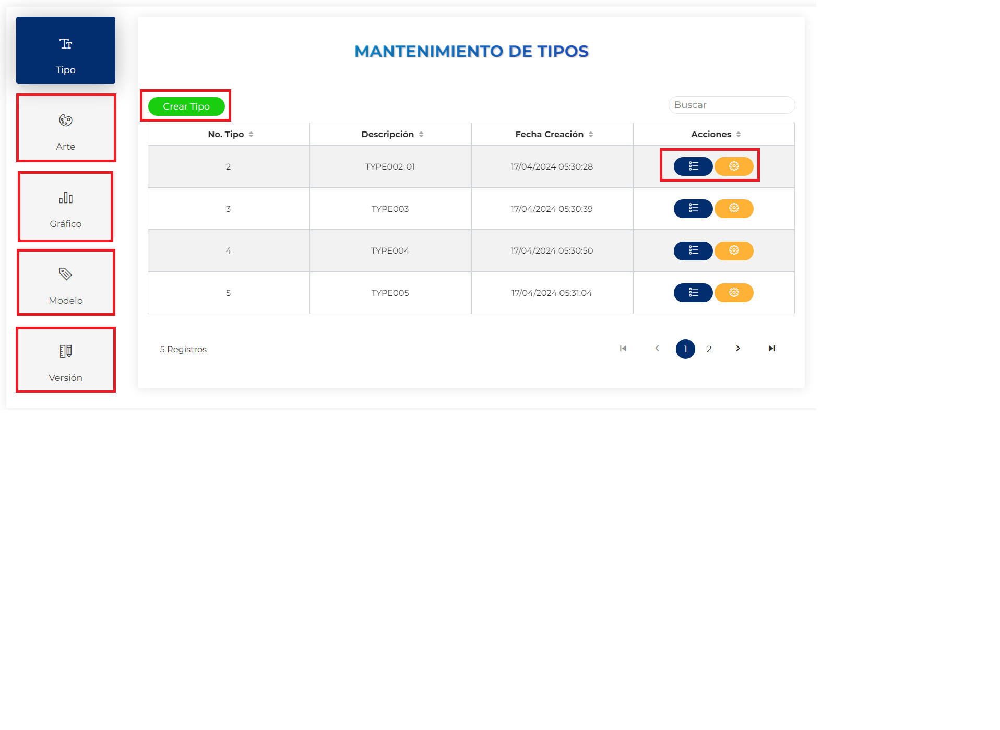 Tipo
Arte
Gráfico
Modelo
Versión
MANTENIMIENTO DE TIPOS
Crear Tipo
Buscar
No. Tipo Descripción Fecha Creación Acciones
2 TYPE002-01 17/04/2024 05:30:28
3 TYPE003 17/04/2024 05:30:39
4 TYPE004 17/04/2024 05:30:50
5 TYPE005 17/04/2024 05:31:04
5 Registros 1 2